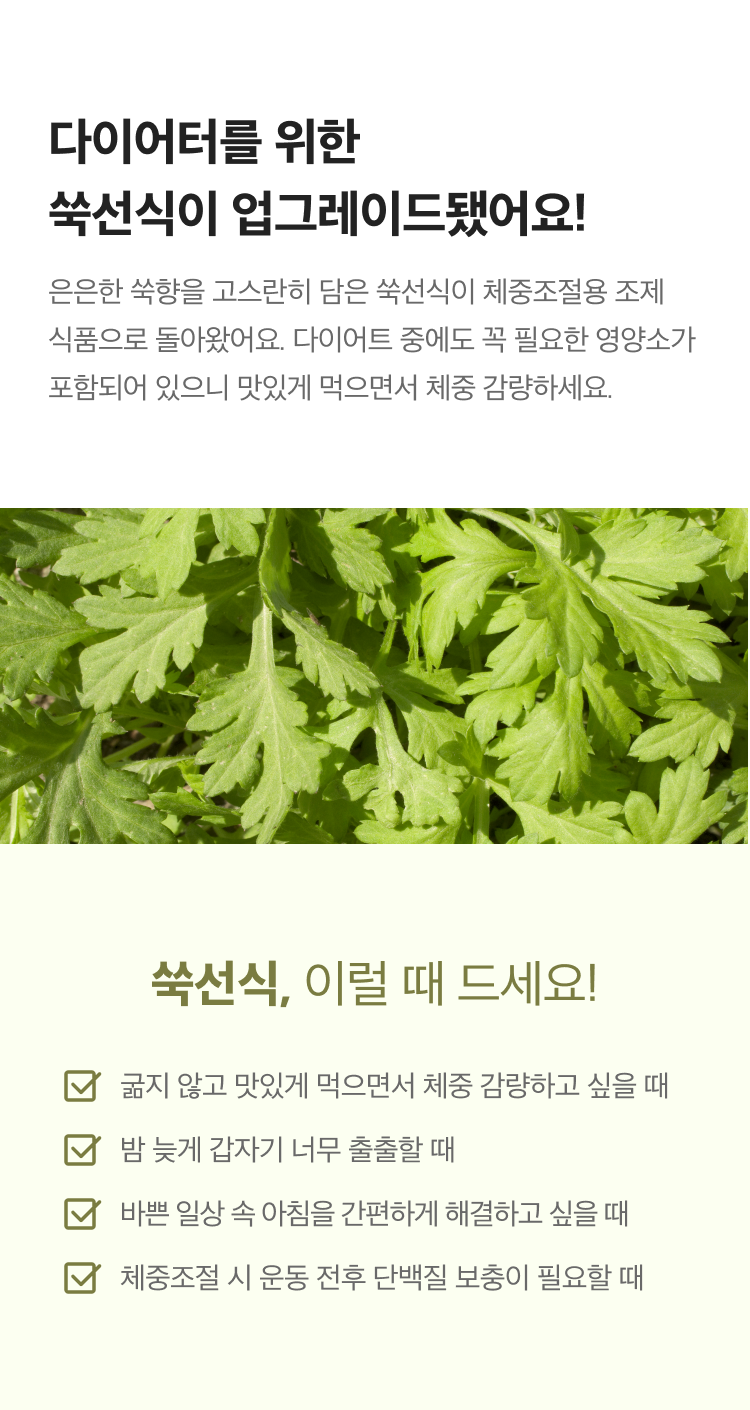 다이어터를 위한
쑥선식이 업그레이드됐어요!
은은한 쑥향을 고스란히 담은 쑥선식이 체중조절용 조제
식품으로 돌아왔어요. 다이어트 중에도 꼭 필요한 영양소가
포함되어 있으니 맛있게 먹으면서 체중 감량하세요.
쑥선식, 이럴 때 드세요!
굶지 않고 맛있게 먹으면서 체중 감량하고 싶을 때
밤 늦게 갑자기 너무 출출할 때
바쁜 일상 속 아침을 간편하게 해결하고 싶을 때
체중조절 시 운동 전후 단백질 보충이 필요할 때